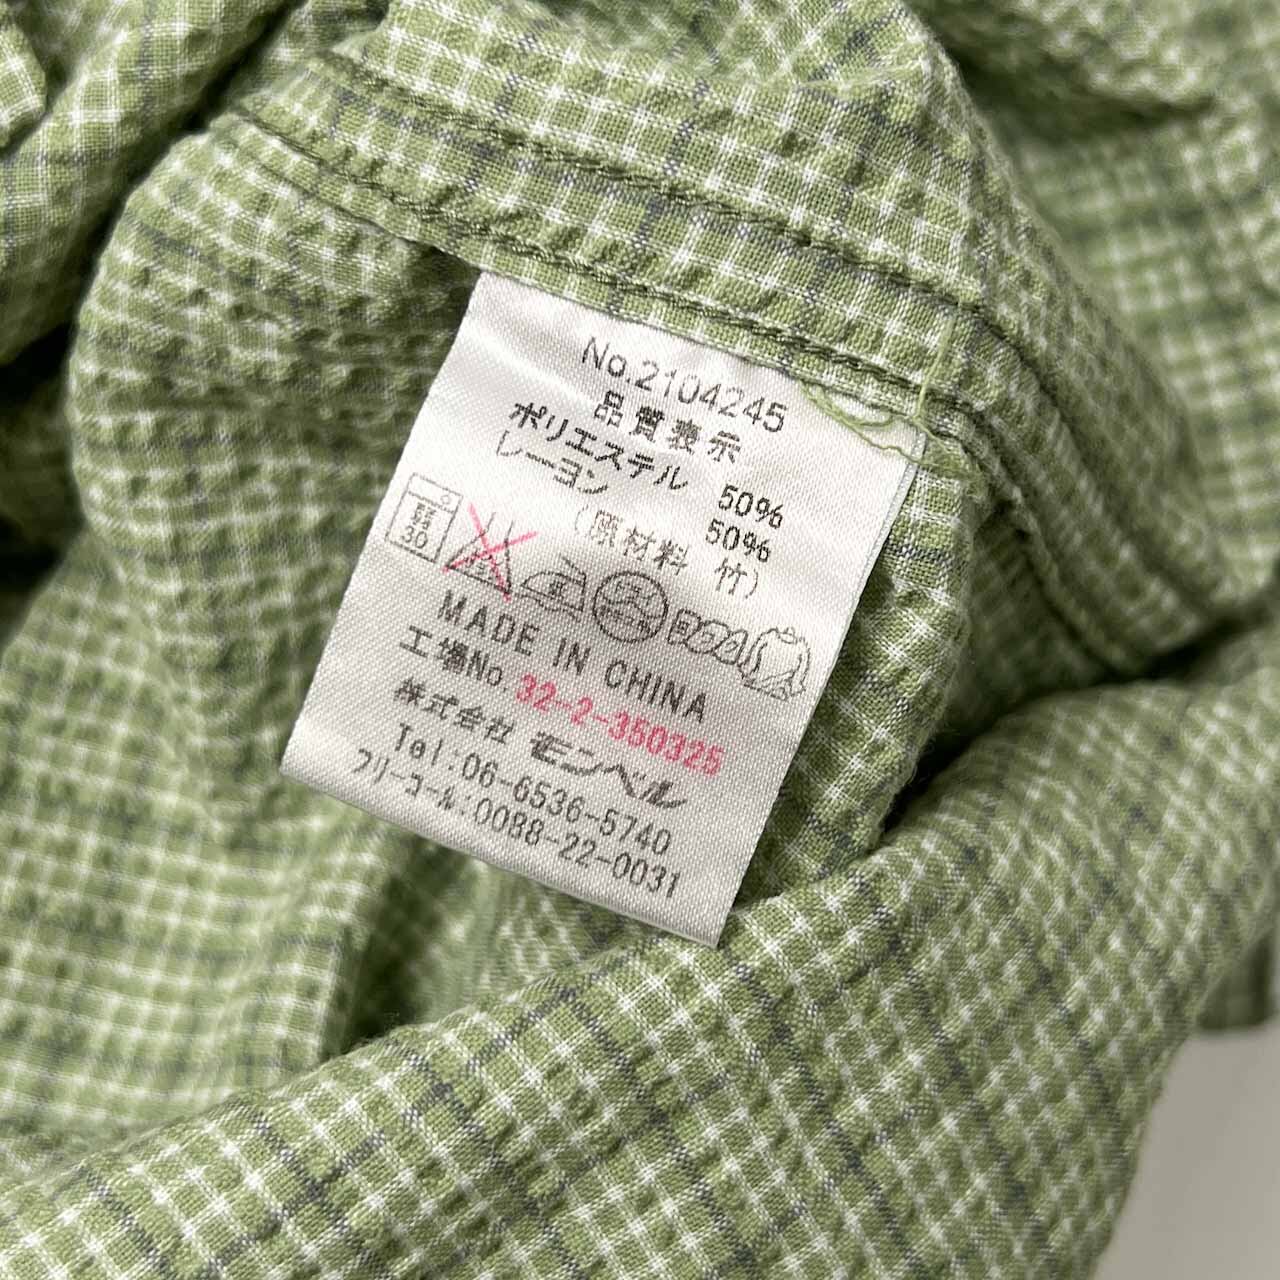 No.2104245
品質表示
ポリエステル 50%
レーヨン 50%
(原材料 竹)
弱
30
MADE IN CHINA
工場No.32-2-350325
株式会社 モンベル
Tel:06-6536-5740
フリーコール:0088-22-0031